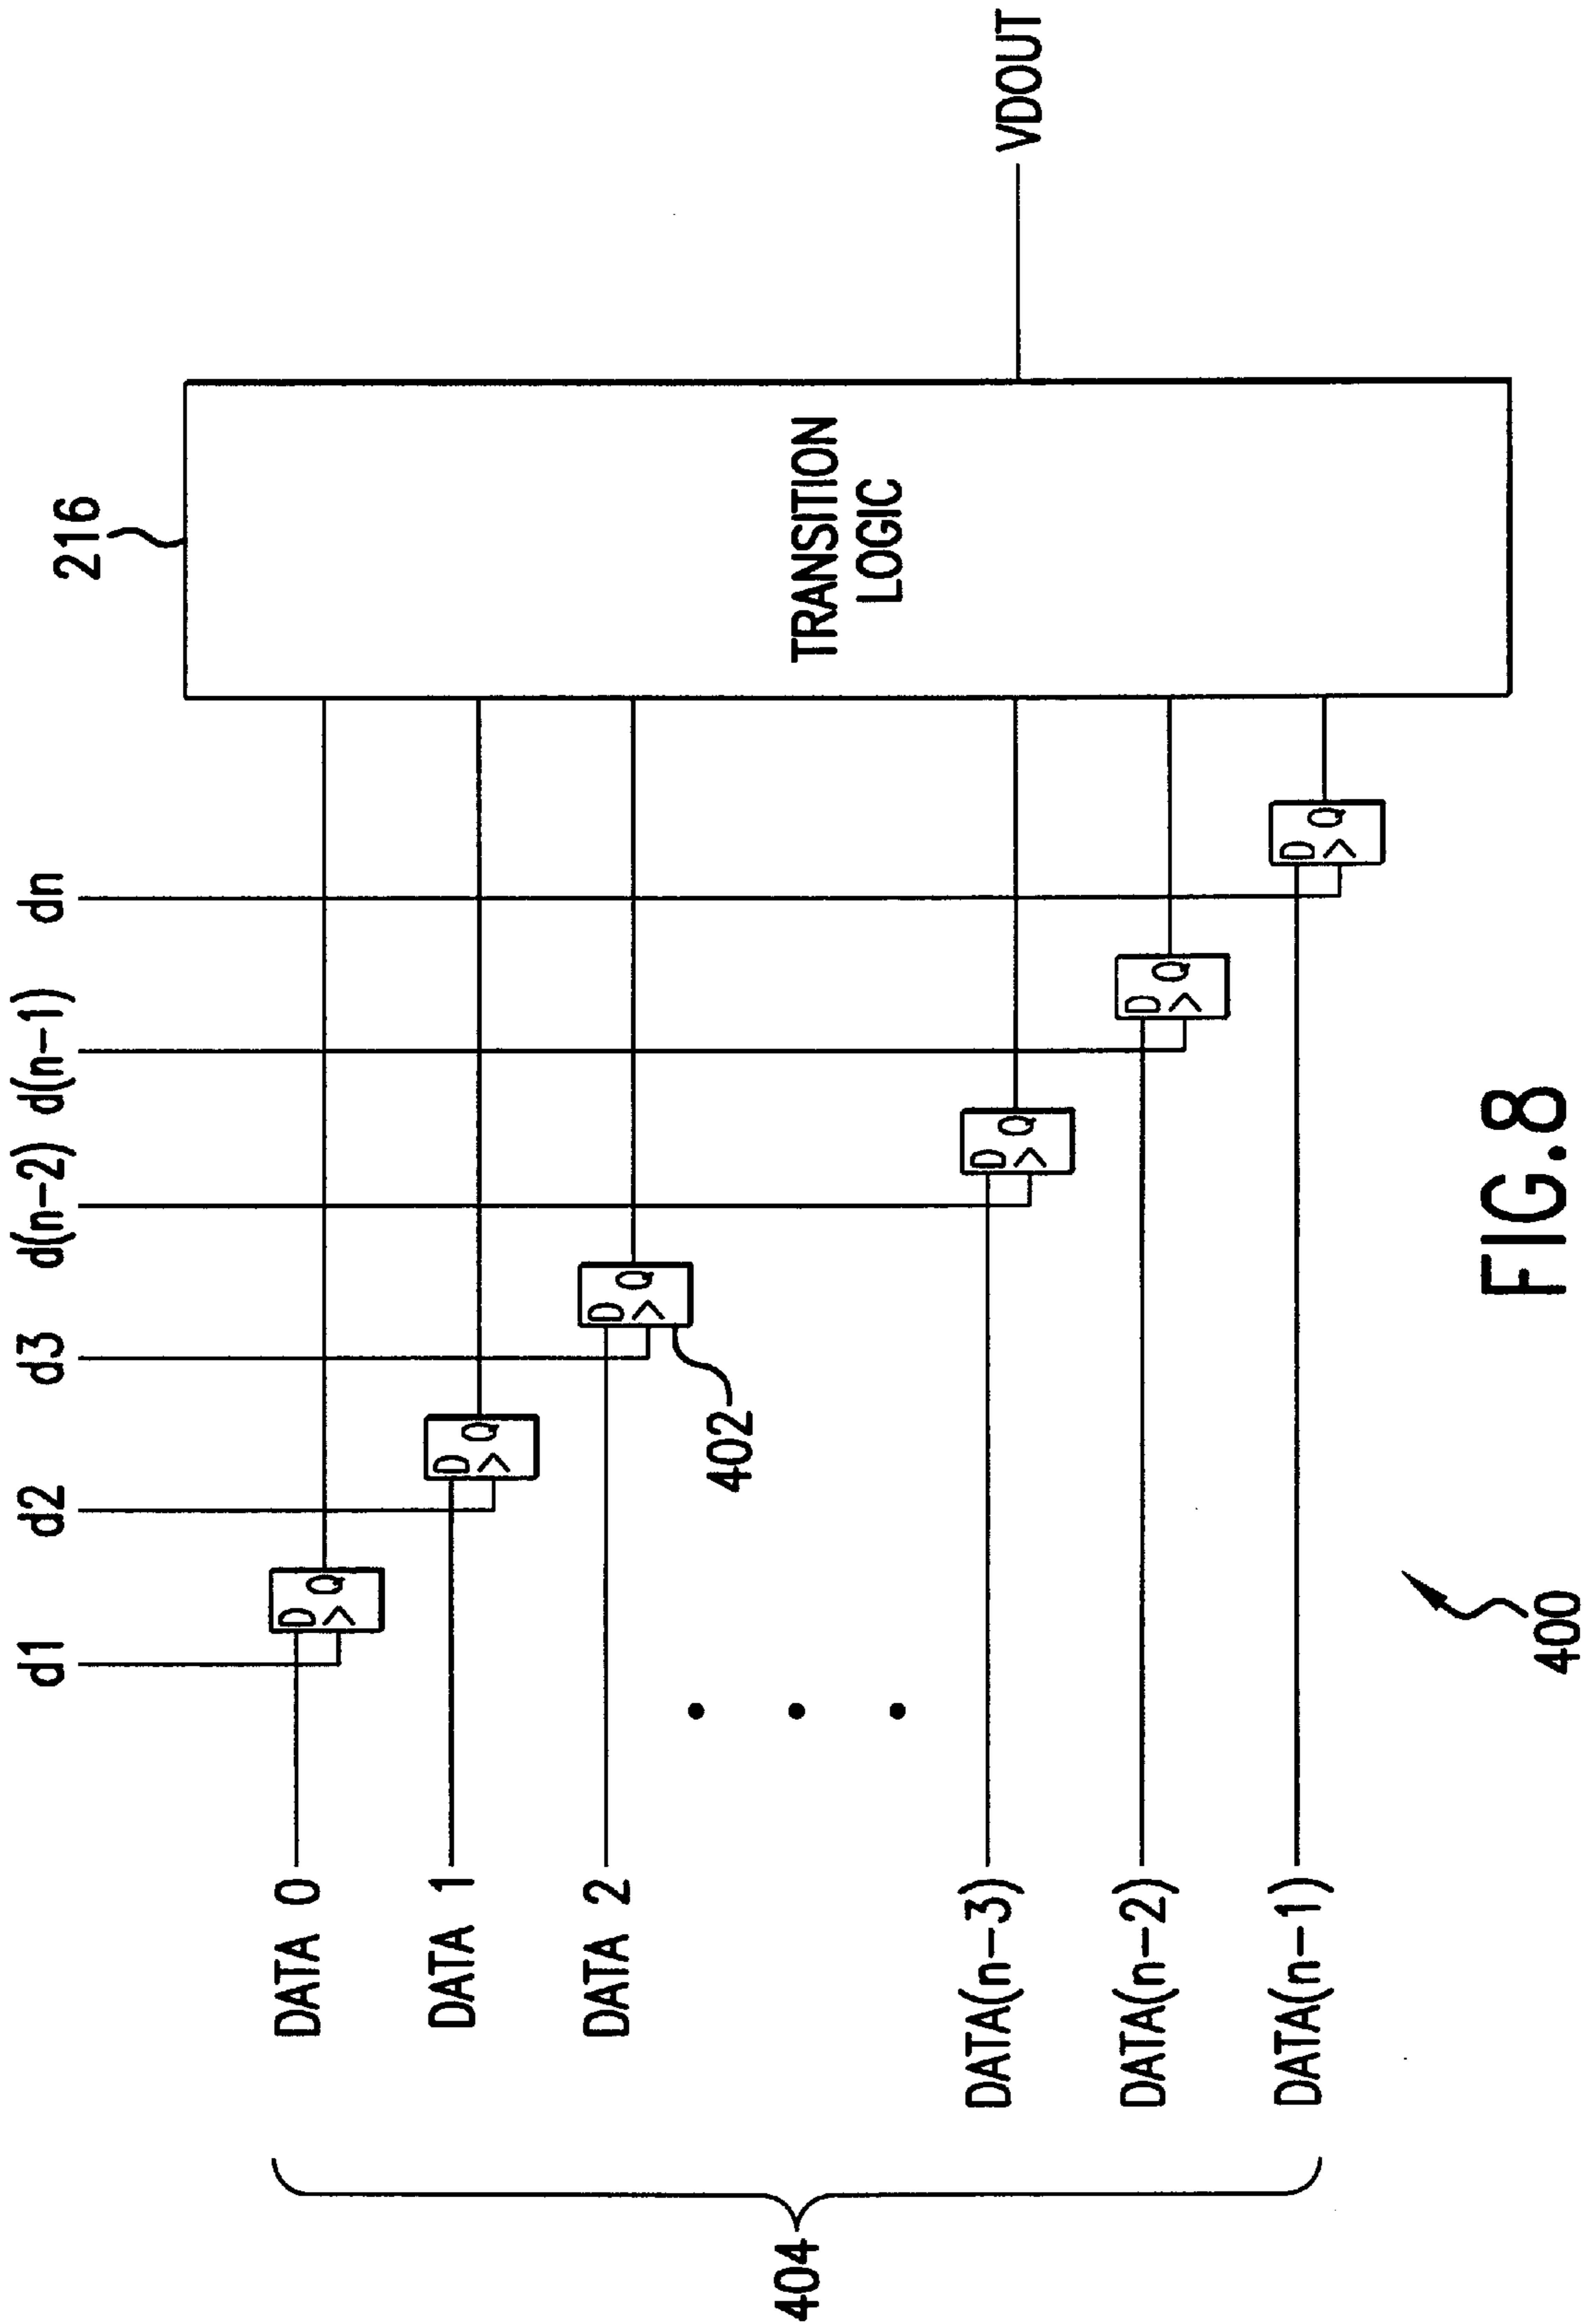 216
d1
d2
d3
d(n-2)
d(n-1)
dn
DATA 0
D
Q
DATA 1
D
Q
DATA 2
D
Q
402
DATA(n-3)
D
Q
DATA(n-2)
D
Q
DATA(n-1)
D
Q
404
TRANSITION
LOGIC
VDOUT
400
FIG.8